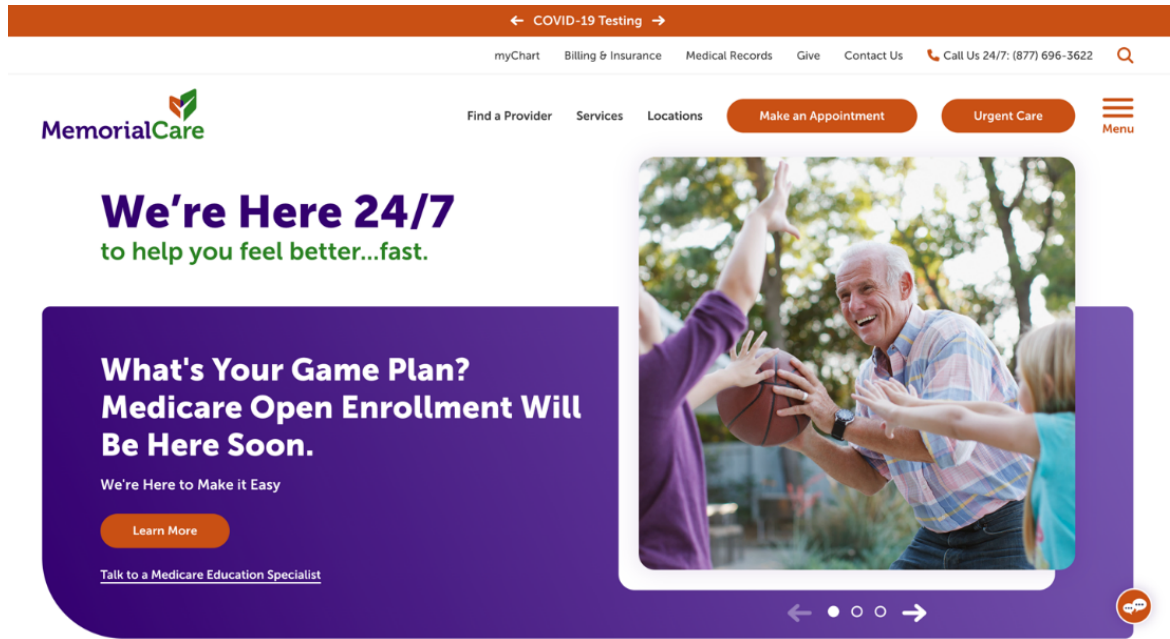 COVID-19 Testing
myChart Billing & Insurance Medical Records Give Contact Us Call Us 24/7: (877) 696-3622
MemorialCare
Find a Provider Services Locations Make an Appointment Urgent Care
Menu
We're Here 24/7
to help you feel better...fast.
What's Your Game Plan?
Medicare Open Enrollment Will
Be Here Soon.
We're Here to Make it Easy
Learn More
Talk to a Medicare Education Specialist